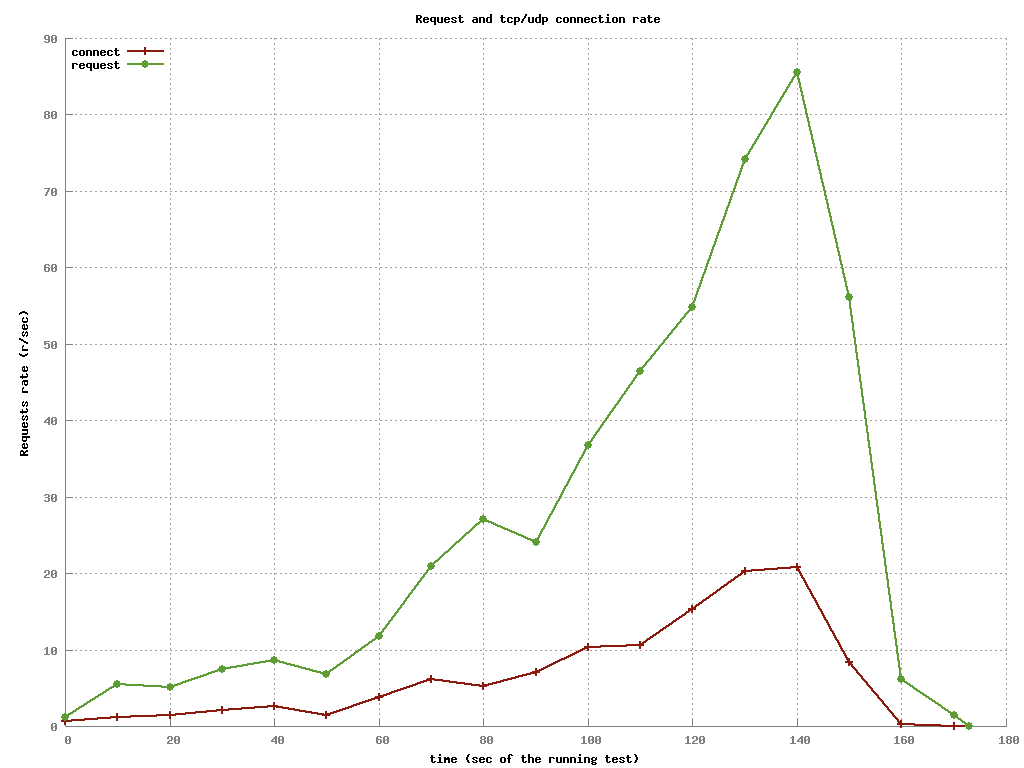 Request and tcp/udp connection rate
90
80
70
60
50
40
30
20
10
0
connect
request
Requests rate (r/sec)
0 20 40 60 80 100 120 140 160 180
time (sec of the running test)